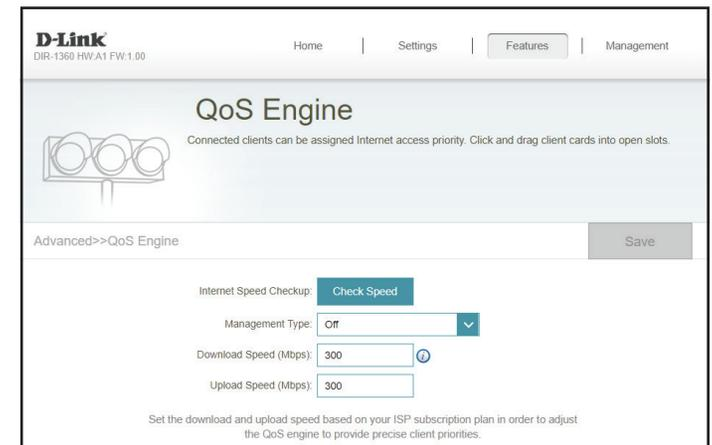 D-Link
DIR-1360 HW:A1 FW:1.00
Home | Settings | Features | Management
QoS Engine
Connected clients can be assigned Internet access priority. Click and drag client cards into open slots.
Advanced>>QoS Engine
Save
Internet Speed Checkup: Check Speed
Management Type: Off
Download Speed (Mbps): 300 i
Upload Speed (Mbps): 300
Set the download and upload speed based on your ISP subscription plan in order to adjust
the QoS engine to provide precise client priorities.